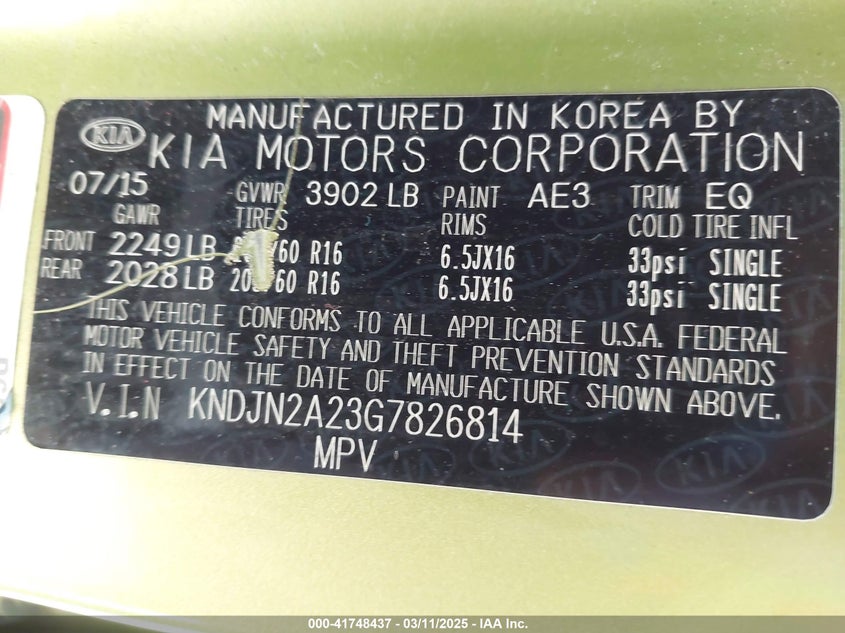 MANUFACTURED IN KOREA BY
KIA KIA MOTORS CORPORATION
07/15 GVWR 3902 LB PAINT AE3 TRIM EQ
GAWR TIRES RIMS COLD TIRE INFL
FRONT 2249 LB /60 R16 6.5JX16 33psi SINGLE
REAR 2028 LB /60 R16 6.5JX16 33psi SINGLE
THIS VEHICLE CONFORMS TO ALL APPLICABLE U.S.A. FEDERAL
MOTOR VEHICLE SAFETY AND THEFT PREVENTION STANDARDS
IN EFFECT ON THE DATE OF MANUFACTURE SHOWN ABOVE.
V.I.N KNDJN2A23G7826814
MPV
000-41748437 - 03/11/2025 - IAA Inc.